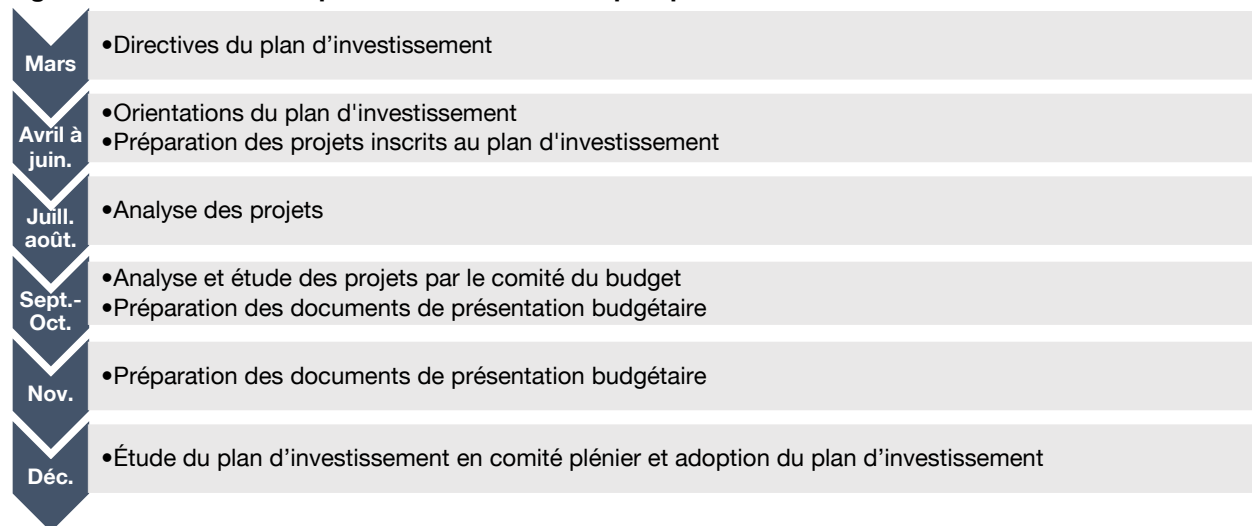 Mars
•Directives du plan d’investissement
Avril à
juin.
•Orientations du plan d'investissement
•Préparation des projets inscrits au plan d'investissement
Juill.
août.
•Analyse des projets
Sept.-
Oct.
•Analyse et étude des projets par le comité du budget
•Préparation des documents de présentation budgétaire
Nov.
•Préparation des documents de présentation budgétaire
Déc.
•Étude du plan d’investissement en comité plénier et adoption du plan d’investissement